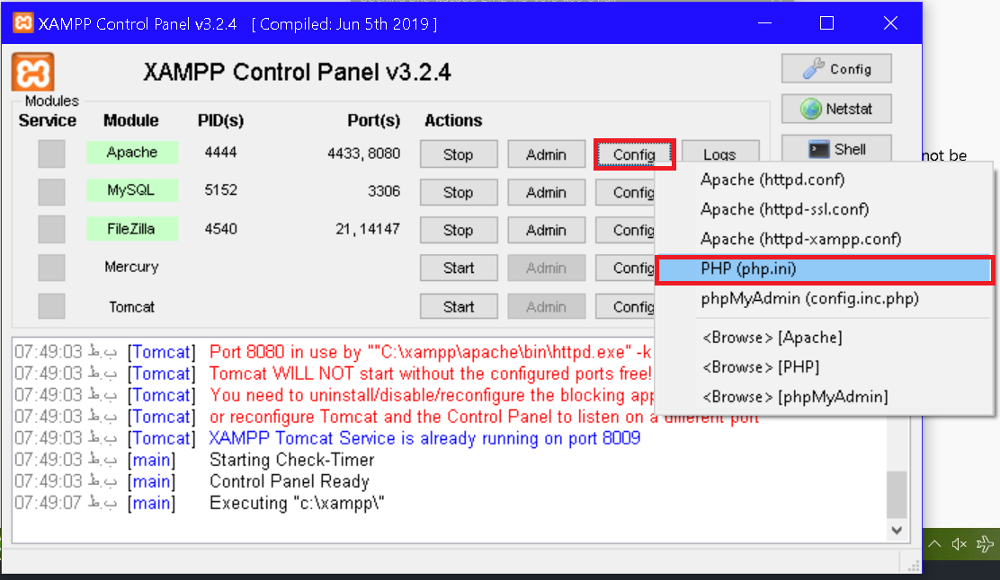 XAMPP Control Panel v3.2.4 [ Compiled: Jun 5th 2019 ]
XAMPP Control Panel v3.2.4
Config
Modules
Service Module PID(s) Port(s) Actions
Netstat
Apache 4444 4433, 8080 Stop Admin Config Logs
Shell
not be
MySQL 5152 3306 Stop Admin Config
FileZilla 4540 21, 14147 Stop Admin Config
Mercury Start Admin Config
Tomcat Start Admin Config
Apache (httpd.conf)
Apache (httpd-ssl.conf)
Apache (httpd-xampp.conf)
PHP (php.ini)
phpMyAdmin (config.inc.php)
<Browse> [Apache]
<Browse> [PHP]
<Browse> [phpMyAdmin]
07:49:03 ب.ظ [Tomcat] Port 8080 in use by ""C:\xampp\apache\bin\httpd.exe" -k
07:49:03 ب.ظ [Tomcat] Tomcat WILL NOT start without the configured ports free!
07:49:03 ب.ظ [Tomcat] You need to uninstall/disable/reconfigure the blocking app
07:49:03 ب.ظ [Tomcat] or reconfigure Tomcat and the Control Panel to listen on a different port
07:49:03 ب.ظ [Tomcat] XAMPP Tomcat Service is already running on port 8009
07:49:03 ب.ظ [main] Starting Check-Timer
07:49:03 ب.ظ [main] Control Panel Ready
07:49:07 ب.ظ [main] Executing "c:\xampp\"